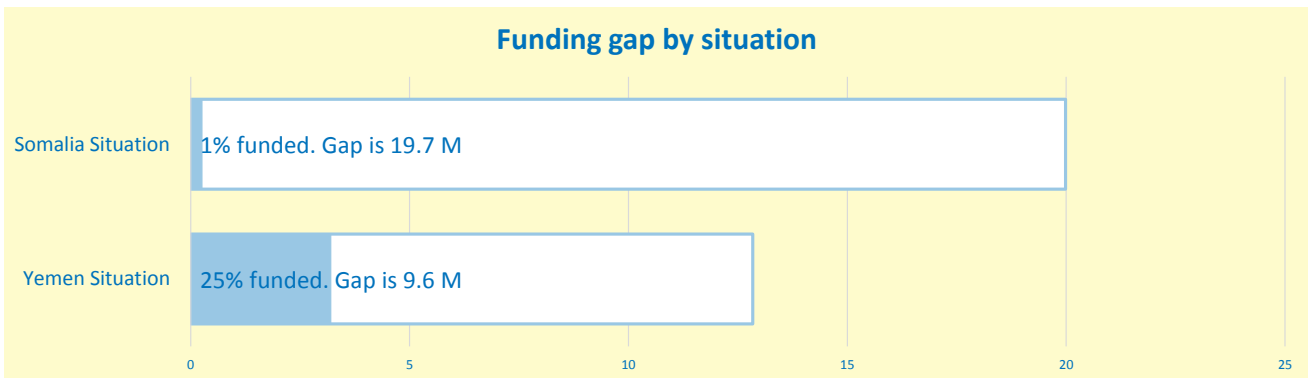 Funding gap by situation
Somalia Situation
1% funded. Gap is 19.7 M
Yemen Situation
25% funded. Gap is 9.6 M
0 5 10 15 20 25